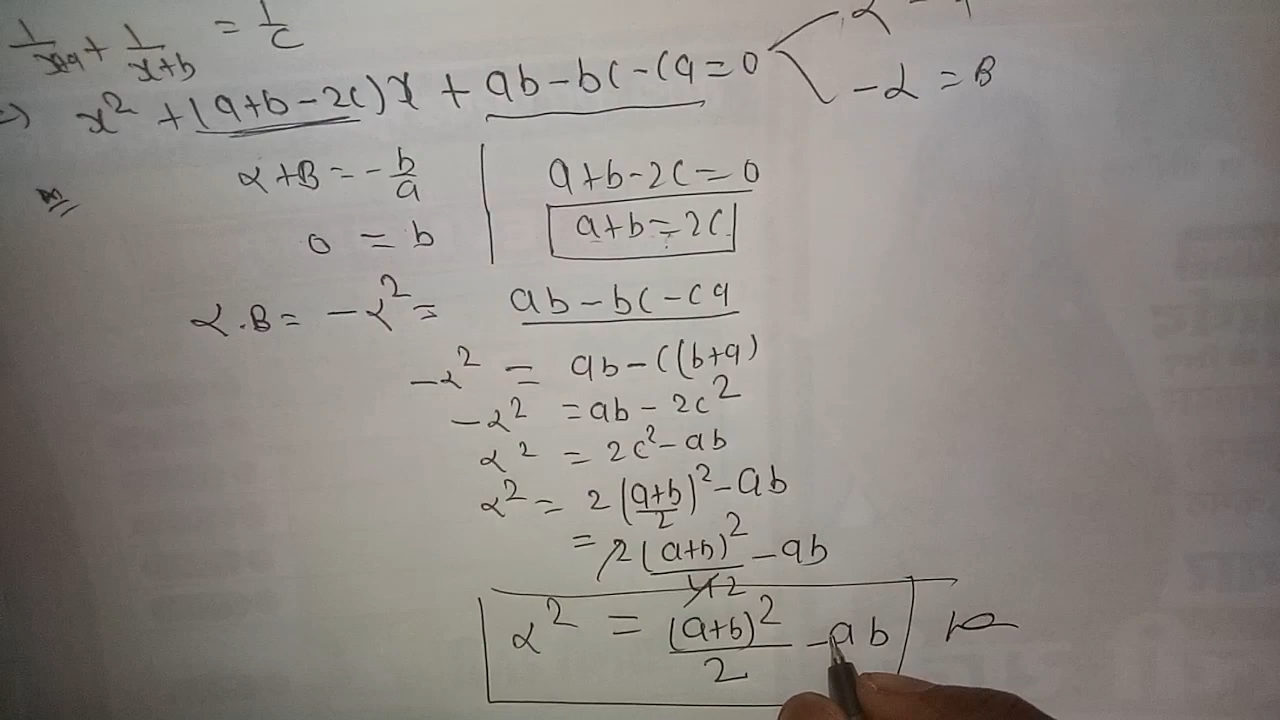 1/x+a + 1/x+b = 1/c
=) x² + (a+b-2c)x + ab-bc-ca=0
-α = B
α+B = -b/a
a+b-2c=0
0 = b
a+b=2c
α.B = -α² = ab-bc-ca
-α² = ab-c(b+a)
-α² = ab-2c²
α² = 2c²-ab
α² = 2(a+b/2)²-ab
= 2(a+b)²/4 2 -ab
α² = (a+b)²/2 -ab